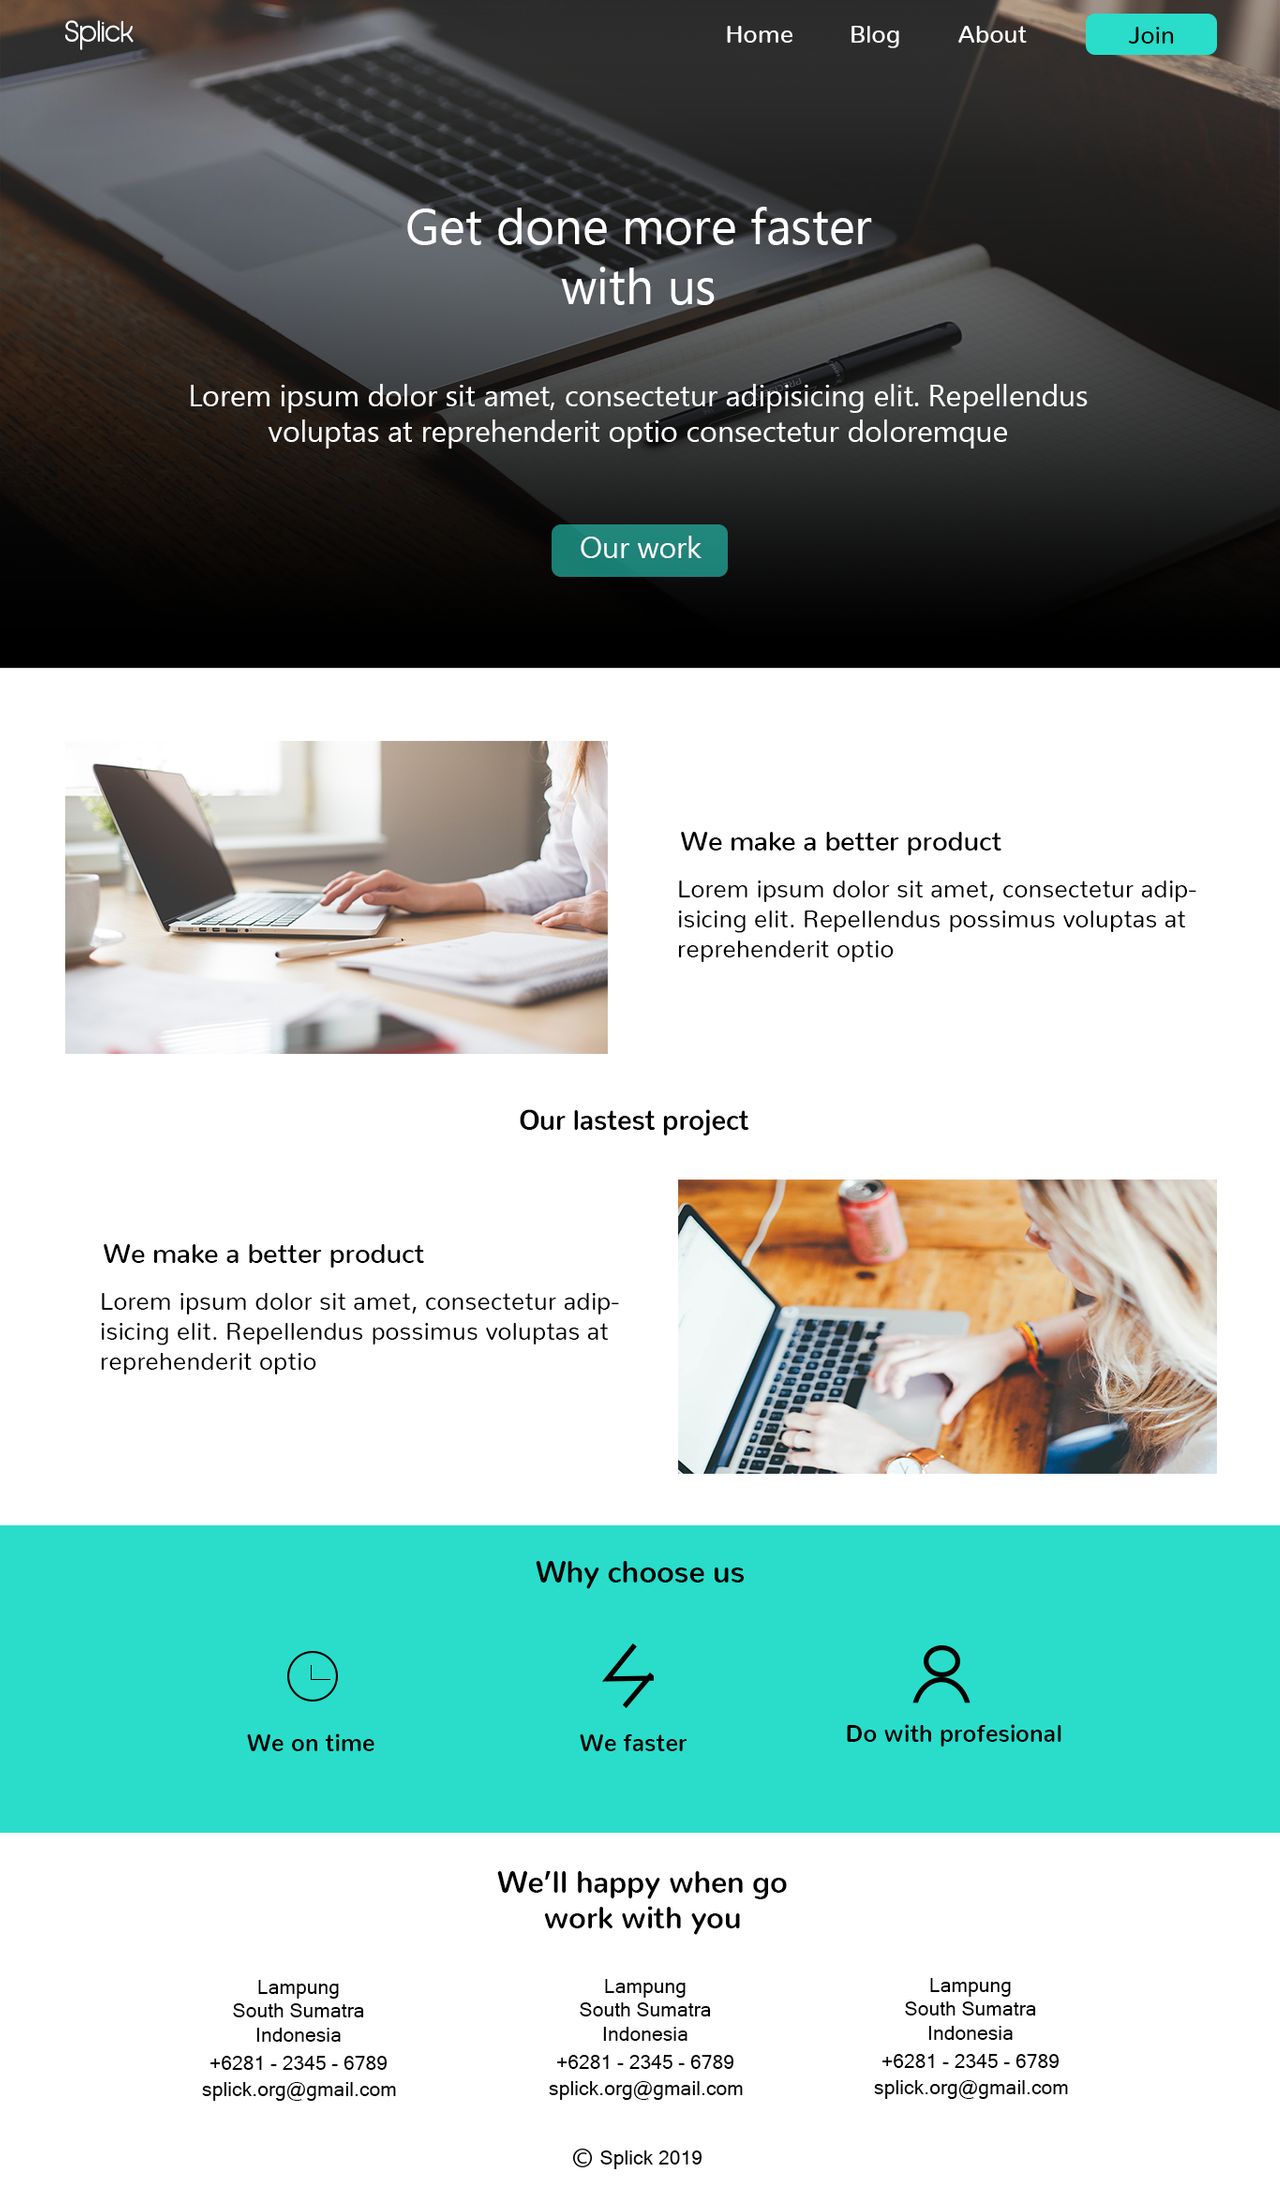 Splick
Home Blog About Join
Get done more faster
with us
Lorem ipsum dolor sit amet, consectetur adipisicing elit. Repellendus
voluptas at reprehenderit optio consectetur doloremque
Our work
We make a better product
Lorem ipsum dolor sit amet, consectetur adip-
isicing elit. Repellendus possimus voluptas at
reprehenderit optio
Our lastest project
We make a better product
Lorem ipsum dolor sit amet, consectetur adip-
isicing elit. Repellendus possimus voluptas at
reprehenderit optio
Why choose us
We on time
We faster
Do with profesional
We'll happy when go
work with you
Lampung
South Sumatra
Indonesia
+6281 - 2345 - 6789
splick.org@gmail.com
Lampung
South Sumatra
Indonesia
+6281 - 2345 - 6789
splick.org@gmail.com
Lampung
South Sumatra
Indonesia
+6281 - 2345 - 6789
splick.org@gmail.com
© Splick 2019